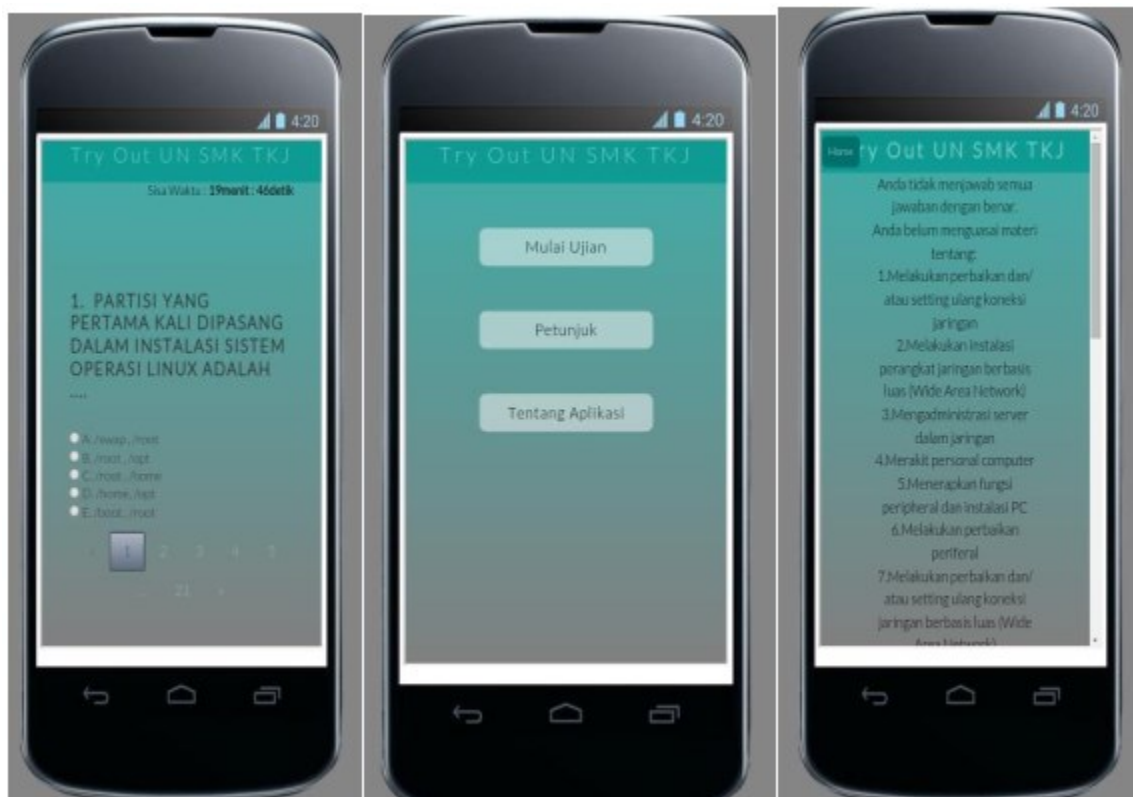 4:20
Try Out UN SMK TKJ
Sisa Waktu : 19menit : 46detik
1. PARTISI YANG
PERTAMA KALI DIPASANG
DALAM INSTALASI SISTEM
OPERASI LINUX ADALAH
.....
A. /swap, /root
B. /root, /opt
C. /root, /home
D. /home, /opt
E. /boot, /root
« 1 2 3 4 5
... 21 »
4:20
Try Out UN SMK TKJ
Mulai Ujian
Petunjuk
Tentang Aplikasi
4:20
Home
ry Out UN SMK TKJ
Anda tidak menjawab semua
jawaban dengan benar.
Anda belum menguasai materi
tentang:
1.Melakukan perbaikan dan/
atau setting ulang koneksi
jaringan
2.Melakukan instalasi
perangkat jaringan berbasis
luas (Wide Area Network)
3.Mengadministrasi server
dalam jaringan
4.Merakit personal computer
5.Menerapkan fungsi
peripheral dan instalasi PC
6.Melakukan perbaikan
periferal
7.Melakukan perbaikan dan/
atau setting ulang koneksi
jaringan berbasis luas (Wide
Area Network)